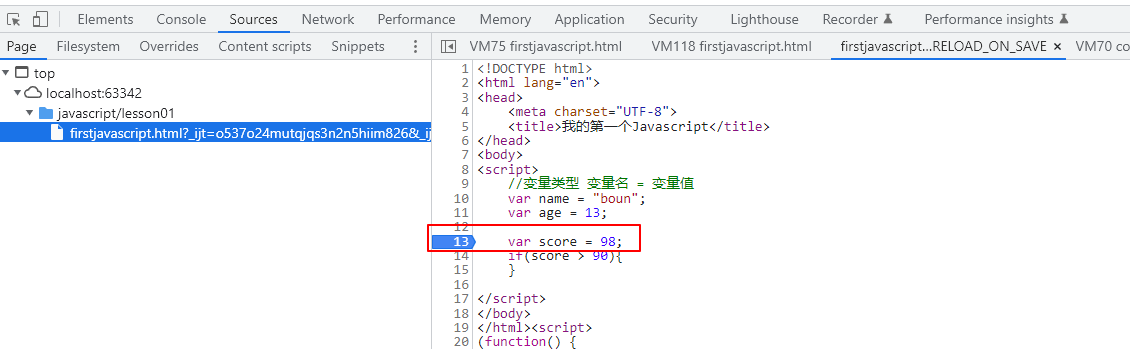 Elements Console Sources Network Performance Memory Application Security Lighthouse Recorder Performance insights
Page Filesystem Overrides Content scripts Snippets
VM75 firstjavascript.html VM118 firstjavascript.html firstjavascript…RELOAD_ON_SAVE × VM70 co
top
localhost:63342
javascript/lesson01
firstjavascript.html?_ijt=o537o24mutqjqs3n2n5hiim826&_ij
1 <!DOCTYPE html>
2 <html lang="en">
3 <head>
4 <meta charset="UTF-8">
5 <title>我的第一个Javascript</title>
6 </head>
7 <body>
8 <script>
9 //变量类型 变量名 = 变量值
10 var name = "boun";
11 var age = 13;
12
13 var score = 98;
14 if(score > 90){
15 }
16
17 </script>
18 </body>
19 </html><script>
20 (function() {